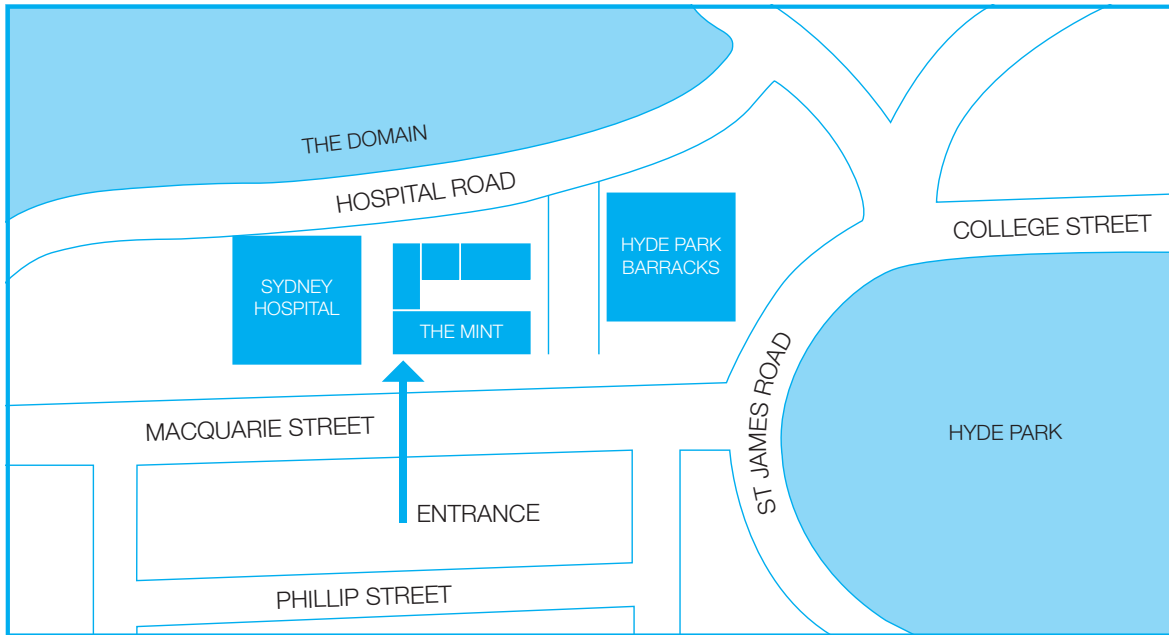 THE DOMAIN
HOSPITAL ROAD
COLLEGE STREET
SYDNEY
HOSPITAL
HYDE PARK
BARRACKS
THE MINT
MACQUARIE STREET
ST JAMES ROAD
HYDE PARK
ENTRANCE
PHILLIP STREET